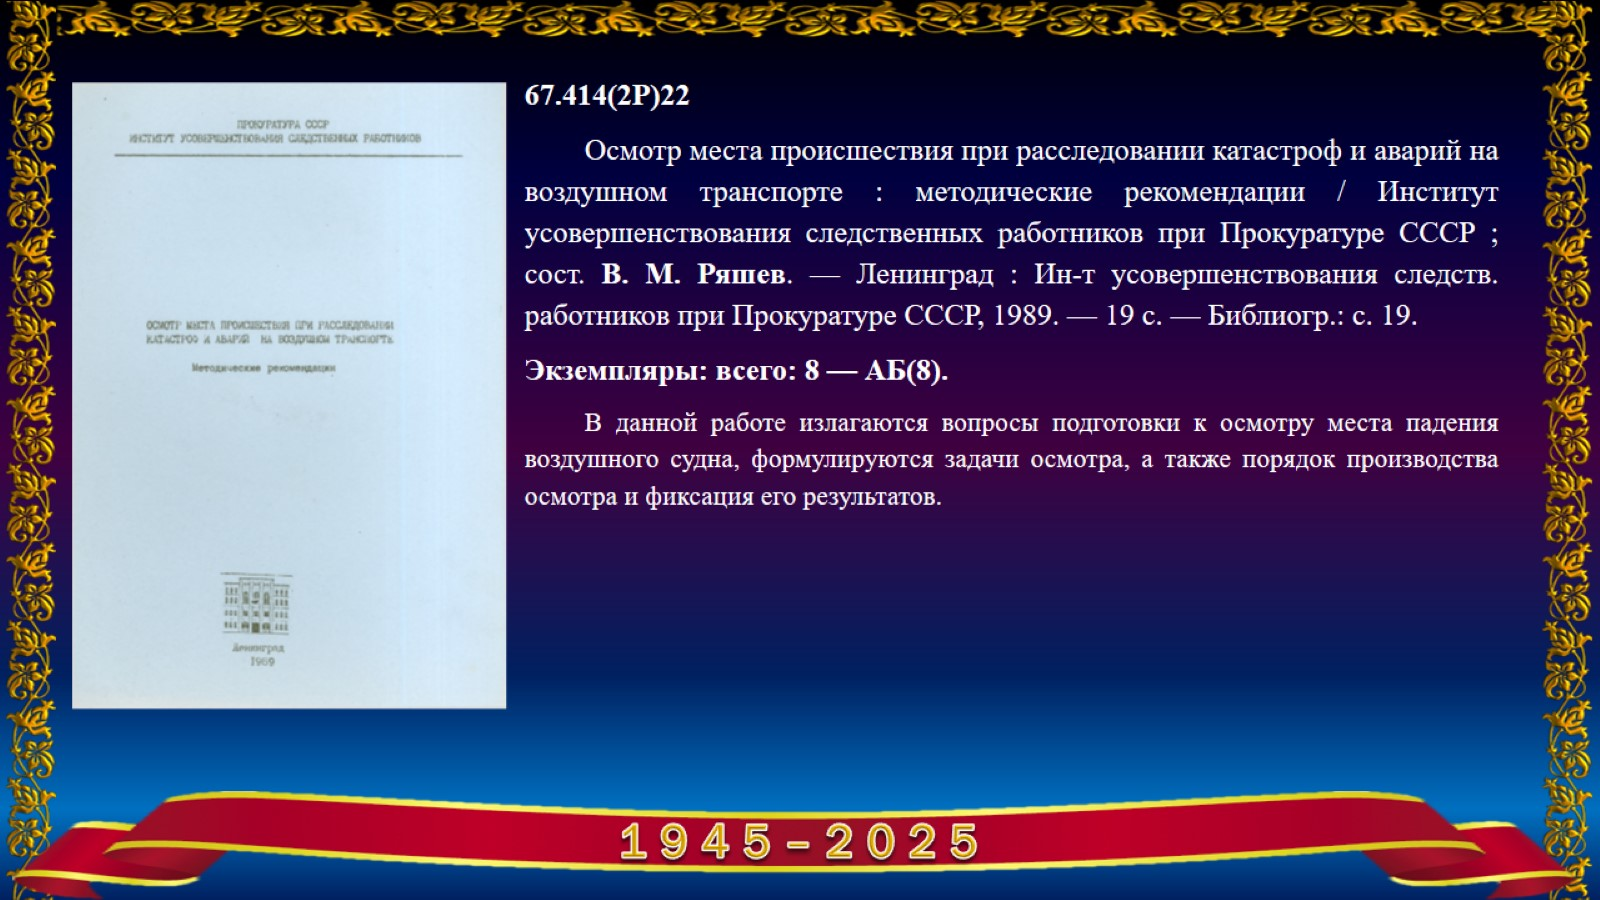 ПРОКУРАТУРА СССР
ИНСТИТУТ УСОВЕРШЕНСТВОВАНИЯ СЛЕДСТВЕННЫХ РАБОТНИКОВ
ОСМОТР МЕСТА ПРОИСШЕСТВИЯ ПРИ РАССЛЕДОВАНИИ
КАТАСТРОФ И АВАРИЙ НА ВОЗДУШНОМ ТРАНСПОРТЕ
Методические рекомендации
Ленинград
1989
67.414(2Р)22
Осмотр места происшествия при расследовании катастроф и аварий на
воздушном транспорте : методические рекомендации / Институт
усовершенствования следственных работников при Прокуратуре СССР ;
сост. В. М. Ряшев. — Ленинград : Ин-т усовершенствования следств.
работников при Прокуратуре СССР, 1989. — 19 с. — Библиогр.: с. 19.
Экземпляры: всего: 8 — АБ(8).
В данной работе излагаются вопросы подготовки к осмотру места падения
воздушного судна, формулируются задачи осмотра, а также порядок производства
осмотра и фиксация его результатов.
1945–2025